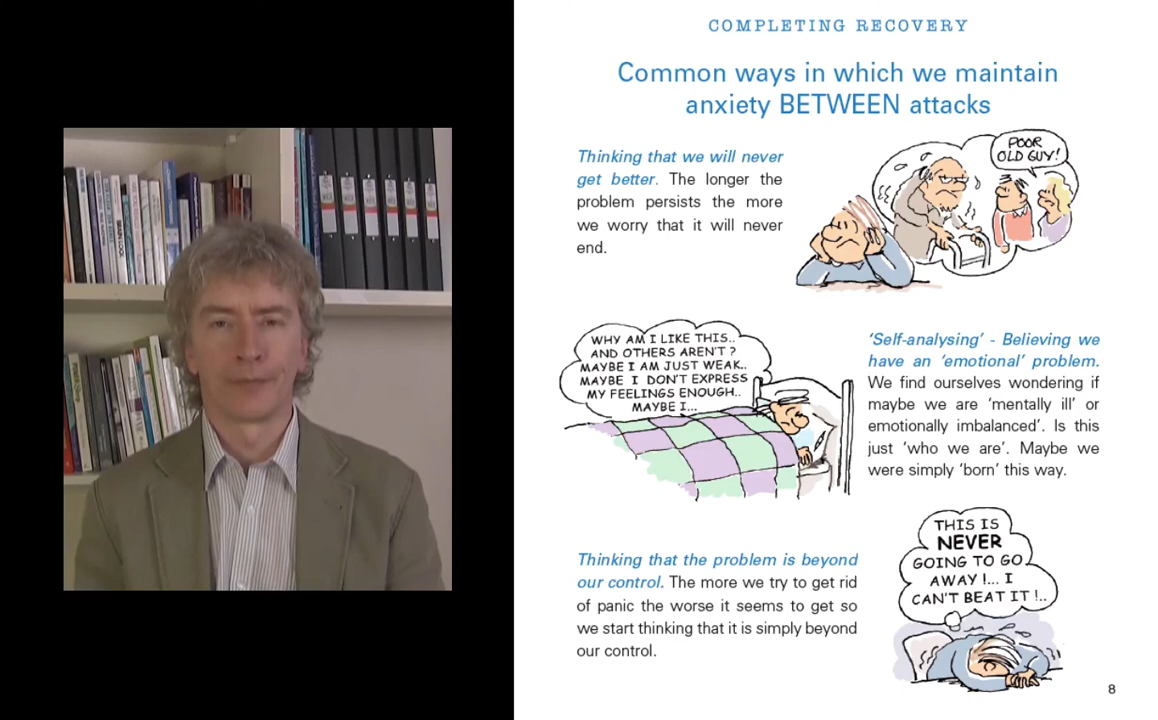 COMPLETING RECOVERY
Common ways in which we maintain
anxiety BETWEEN attacks
Thinking that we will never
get better. The longer the
problem persists the more
we worry that it will never
end.
POOR
OLD GUY!
WHY AM I LIKE THIS..
AND OTHERS AREN'T?
MAYBE I AM JUST WEAK..
MAYBE I DON'T EXPRESS
MY FEELINGS ENOUGH..
MAYBE I...
‘Self-analysing’ - Believing we
have an ‘emotional’ problem.
We find ourselves wondering if
maybe we are ‘mentally ill’ or
emotionally imbalanced’. Is this
just ‘who we are’. Maybe we
were simply ‘born’ this way.
Thinking that the problem is beyond
our control. The more we try to get rid
of panic the worse it seems to get so
we start thinking that it is simply beyond
our control.
THIS IS
NEVER
GOING TO GO
AWAY!... I
CAN'T BEAT IT!..
8